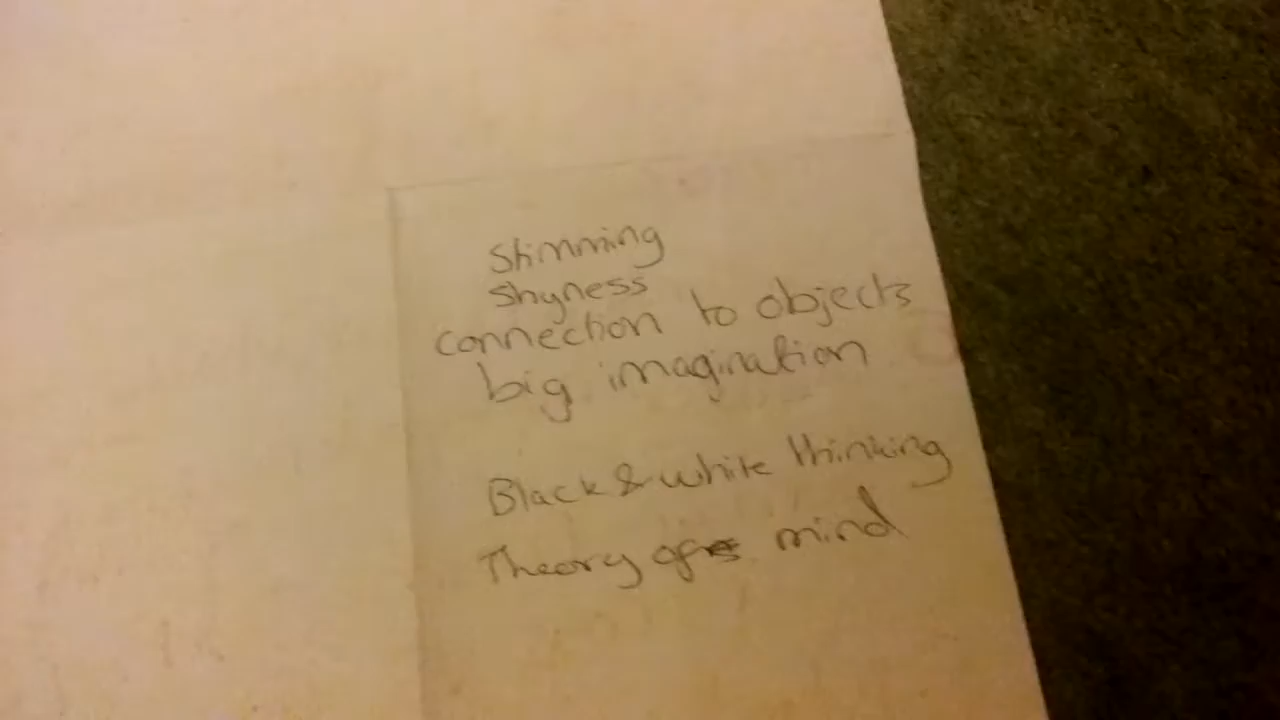 Stimming
Shyness
connection to objects
big imagination
Black & white thinking
Theory of mind